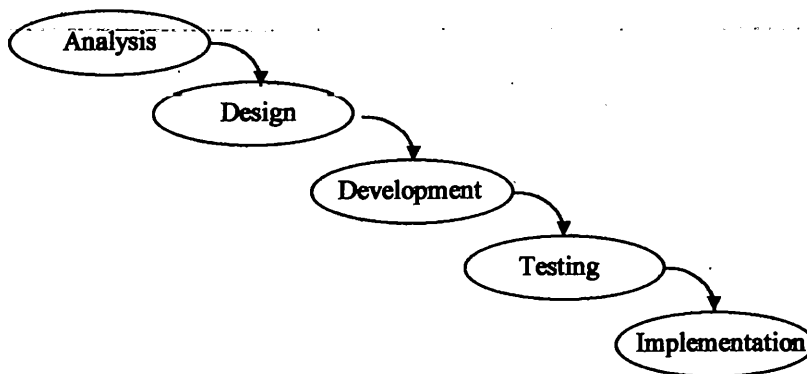 Analysis
Design
Development
Testing
Implementation